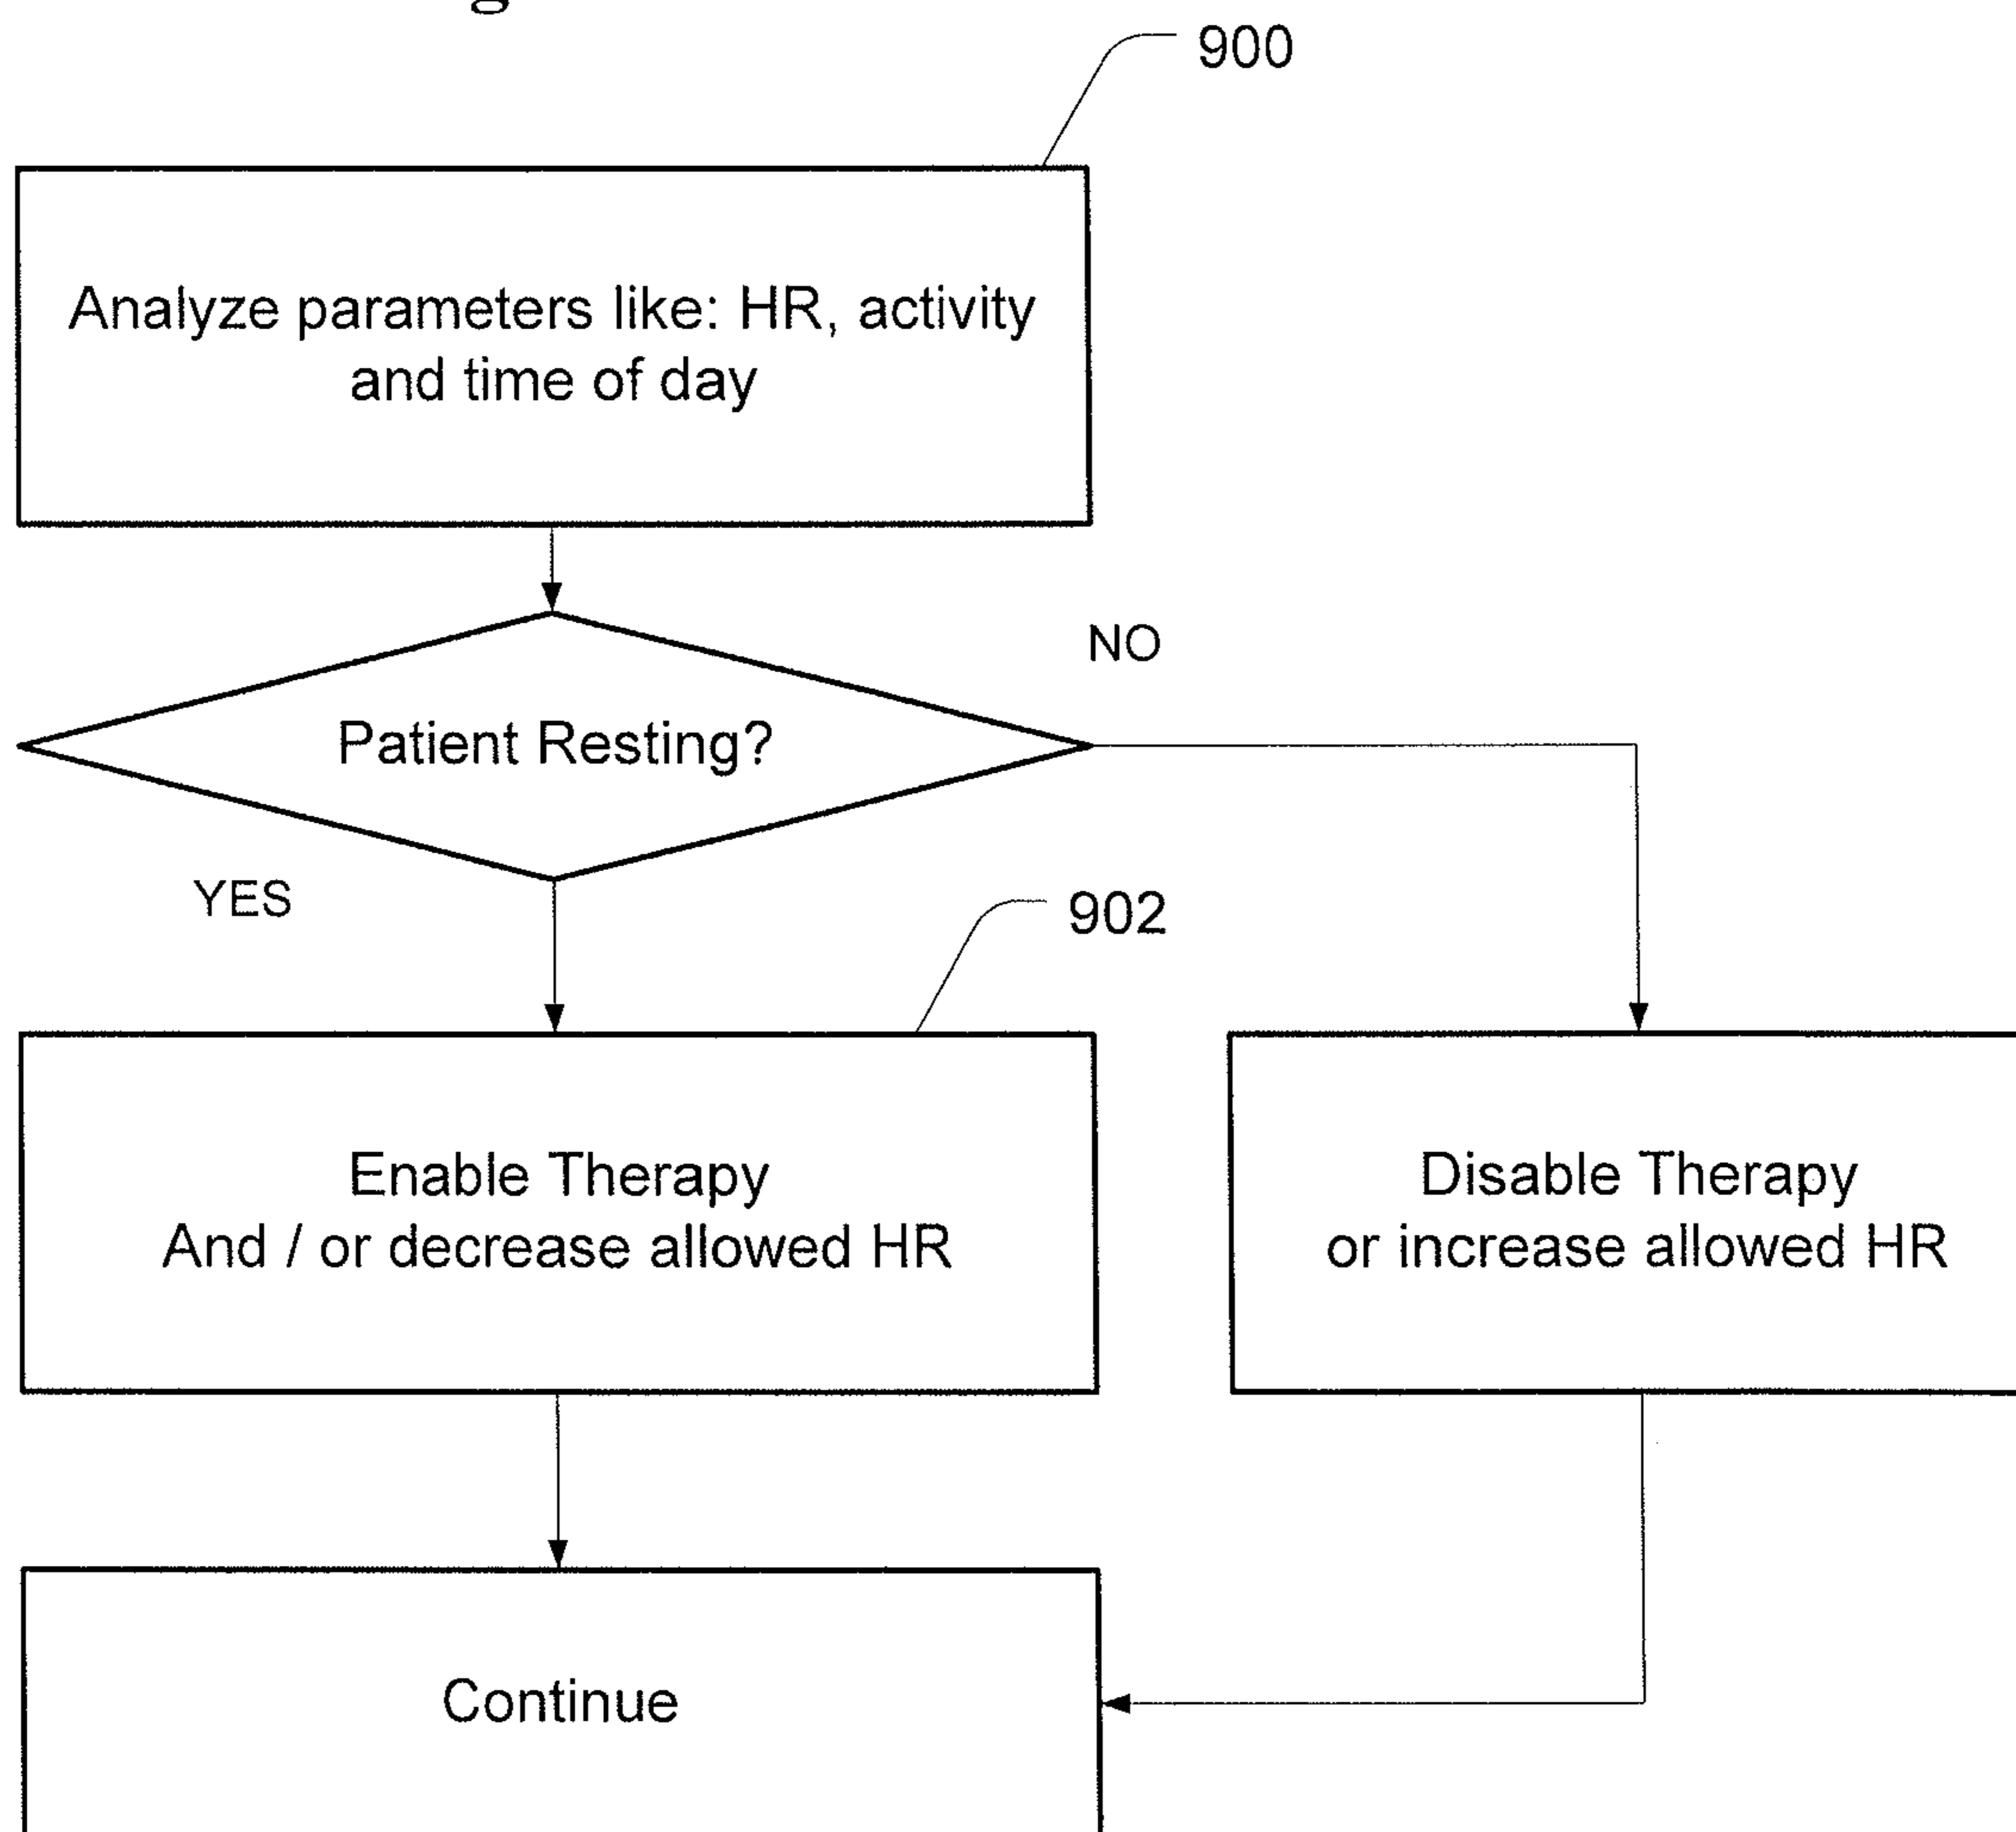 900
Analyze parameters like: HR, activity
and time of day
NO
Patient Resting?
YES
902
Enable Therapy
And / or decrease allowed HR
Disable Therapy
or increase allowed HR
Continue